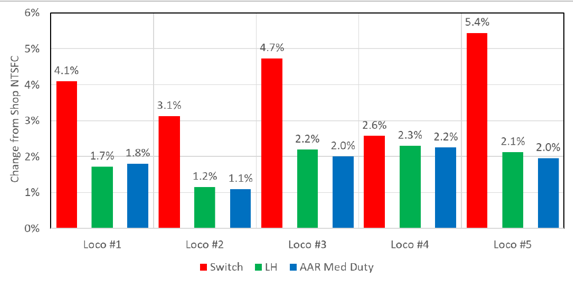 Change from Shop NTSFC
6%
5%
4%
3%
2%
1%
0%
4.1%
1.7%
1.8%
3.1%
1.2%
1.1%
4.7%
2.2%
2.0%
2.6%
2.3%
2.2%
5.4%
2.1%
2.0%
Loco #1
Loco #2
Loco #3
Loco #4
Loco #5
Switch
LH
AAR Med Duty